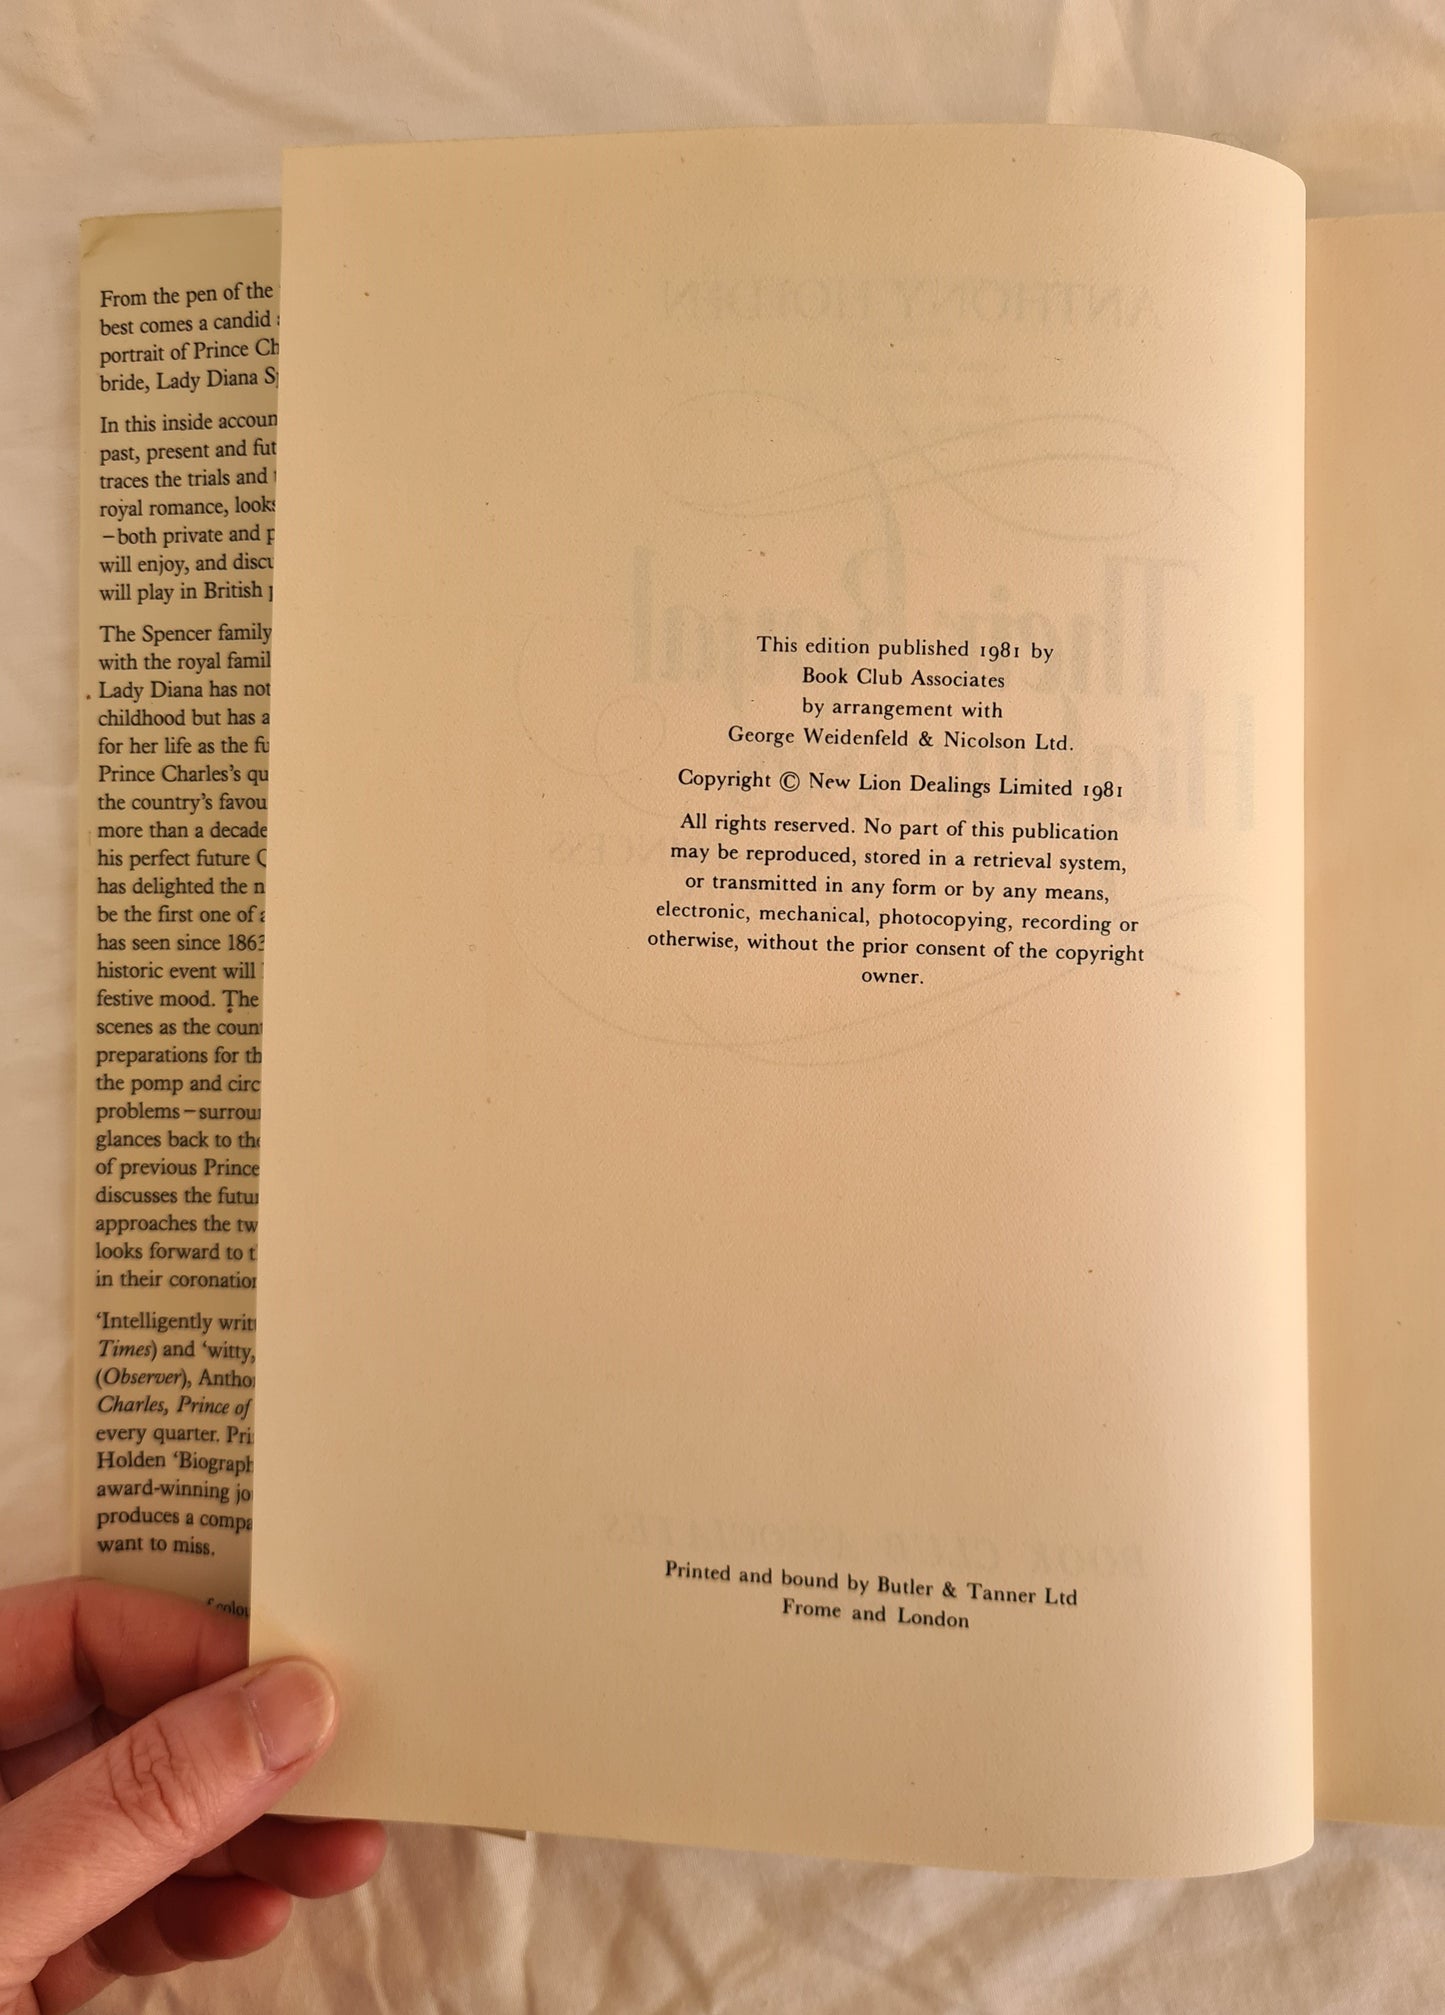 From the pen of the
best comes a candid
portrait of Prince Ch
bride, Lady Diana S
In this inside accoun
past, present and fut
traces the trials and
royal romance, looks
–both private and p
will enjoy, and discu
will play in British
The Spencer family
with the royal famil
Lady Diana has not
childhood but has a
for her life as the fu
Prince Charles's qu
the country's favou
more than a decade
his perfect future
has delighted the n
be the first one of a
has seen since 1863
historic event will
festive mood. The
scenes as the coun
preparations for th
the pomp and circ
problems–surrou
glances back to the
of previous Prince
discusses the futu
approaches the tw
looks forward to t
in their coronatio
'Intelligently writ
Times) and 'witty,
(Observer), Antho
Charles, Prince of
every quarter. Pri
Holden 'Biograph
award-winning jo
produces a compa
want to miss.
This edition published 1981 by
Book Club Associates
by arrangement with
George Weidenfeld & Nicolson Ltd.
Copyright © New Lion Dealings Limited 1981
All rights reserved. No part of this publication
may be reproduced, stored in a retrieval system,
or transmitted in any form or by any means,
electronic, mechanical, photocopying, recording or
otherwise, without the prior consent of the copyright
owner.
Printed and bound by Butler & Tanner Ltd
Frome and London